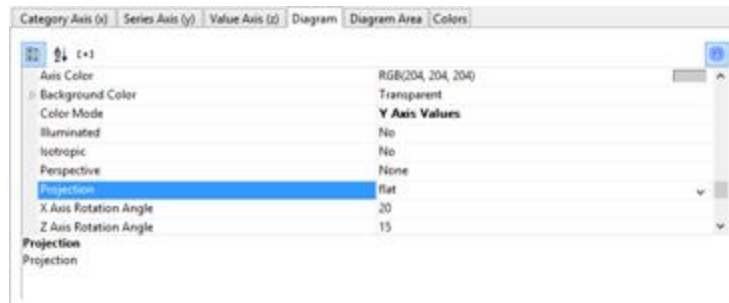 Category Axis (x) Series Axis (y) Value Axis (z) Diagram Diagram Area Colors
Axis Color RGB(204, 204, 204)
Background Color Transparent
Color Mode Y Axis Values
Illuminated No
Isotropic No
Perspective None
Projection flat
X Axis Rotation Angle 20
Z Axis Rotation Angle 15
Projection
Projection